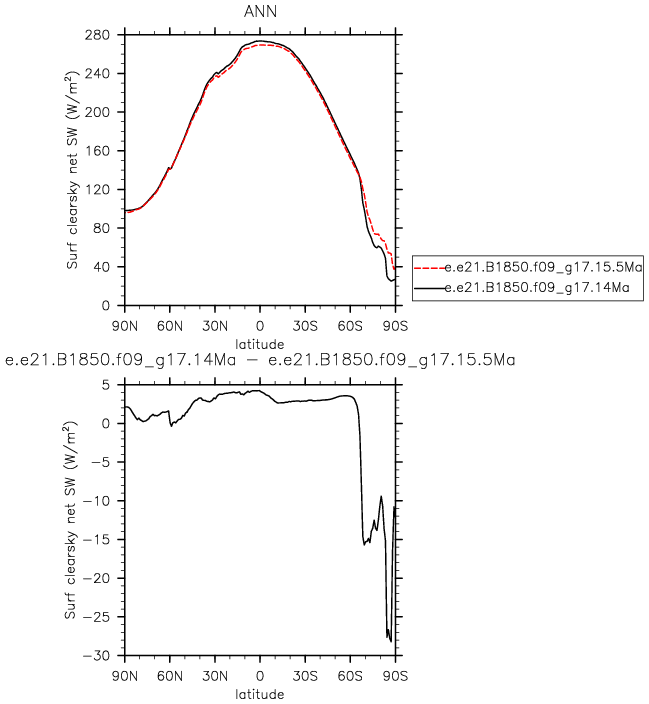 ANN
280
240
200
160
120
80
40
0
Surf clearsky net SW (W/m²)
90N 60N 30N 0 30S 60S 90S
latitude
e.e21.B1850.f09_g17.15.5Ma
e.e21.B1850.f09_g17.14Ma
e.e21.B1850.f09_g17.14Ma − e.e21.B1850.f09_g17.15.5Ma
5
0
−5
−10
−15
−20
−25
−30
Surf clearsky net SW (W/m²)
90N 60N 30N 0 30S 60S 90S
latitude